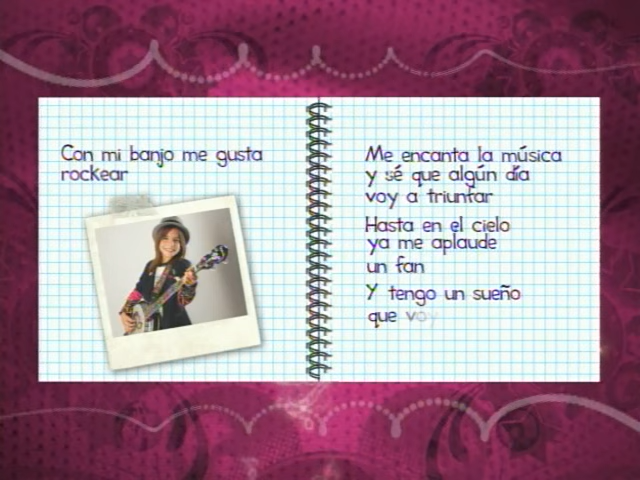 Con mi banjo me gusta
rockear
Me encanta la música
y sé que algún día
voy a triunfar
Hasta en el cielo
ya me aplaude
un fan
Y tengo un sueño
que voy